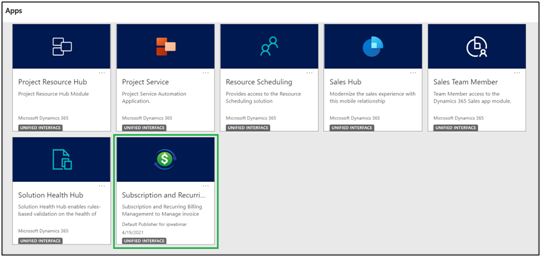 Apps
Project Resource Hub
Project Resource Hub Module
Microsoft Dynamics 365
UNIFIED INTERFACE
Project Service
Project Service Automation
Application.
Microsoft Dynamics 365
UNIFIED INTERFACE
Resource Scheduling
Provides access to the Resource
Scheduling solution
Microsoft Dynamics 365
UNIFIED INTERFACE
Sales Hub
Modernize the sales experience with
this mobile relationship
Microsoft Dynamics 365
UNIFIED INTERFACE
Sales Team Member
Team Member access to the
Dynamics 365 Sales app module.
Microsoft Dynamics 365
UNIFIED INTERFACE
Solution Health Hub
Solution Health Hub enables rules-
based validation on the health of
Microsoft Dynamics 365
UNIFIED INTERFACE
Subscription and Recurri...
Subscription and Recurring Billing
Management to Manage invoice
Default Publisher for spwebinar
4/19/2021
UNIFIED INTERFACE